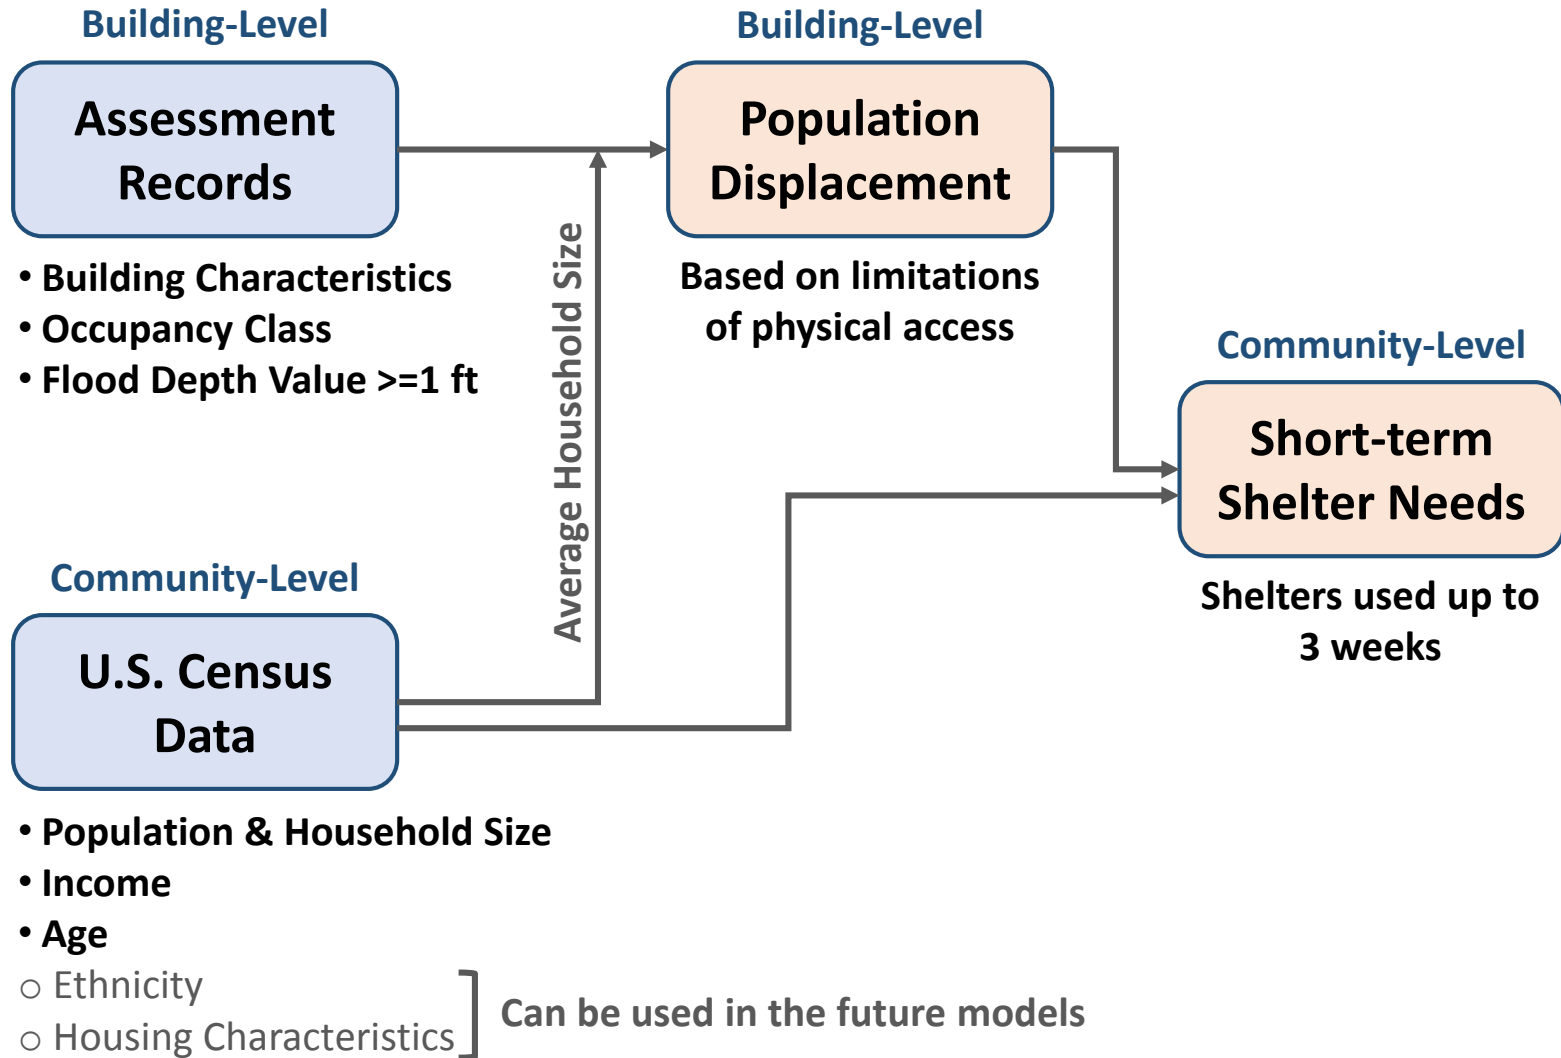 Building-Level
Assessment
Records
• Building Characteristics
• Occupancy Class
• Flood Depth Value >=1 ft
Average Household Size
Building-Level
Population
Displacement
Based on limitations
of physical access
Community-Level
Short-term
Shelter Needs
Shelters used up to
3 weeks
Community-Level
U.S. Census
Data
• Population & Household Size
• Income
• Age
○ Ethnicity
○ Housing Characteristics
Can be used in the future models